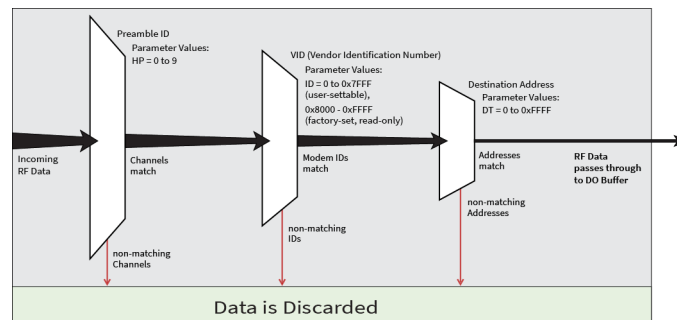 Preamble ID
Parameter Values:
HP = 0 to 9
VID (Vendor Identification Number)
Parameter Values:
ID = 0 to 0x7FFF
(user-settable),
0x8000 - 0xFFFF
(factory-set, read-only)
Destination Address
Parameter Values:
DT = 0 to 0xFFFF
Incoming
RF Data
Channels
match
Modem IDs
match
Addresses
match
RF Data
passes through
to DO Buffer
non-matching
Channels
non-matching
IDs
non-matching
Addresses
Data is Discarded